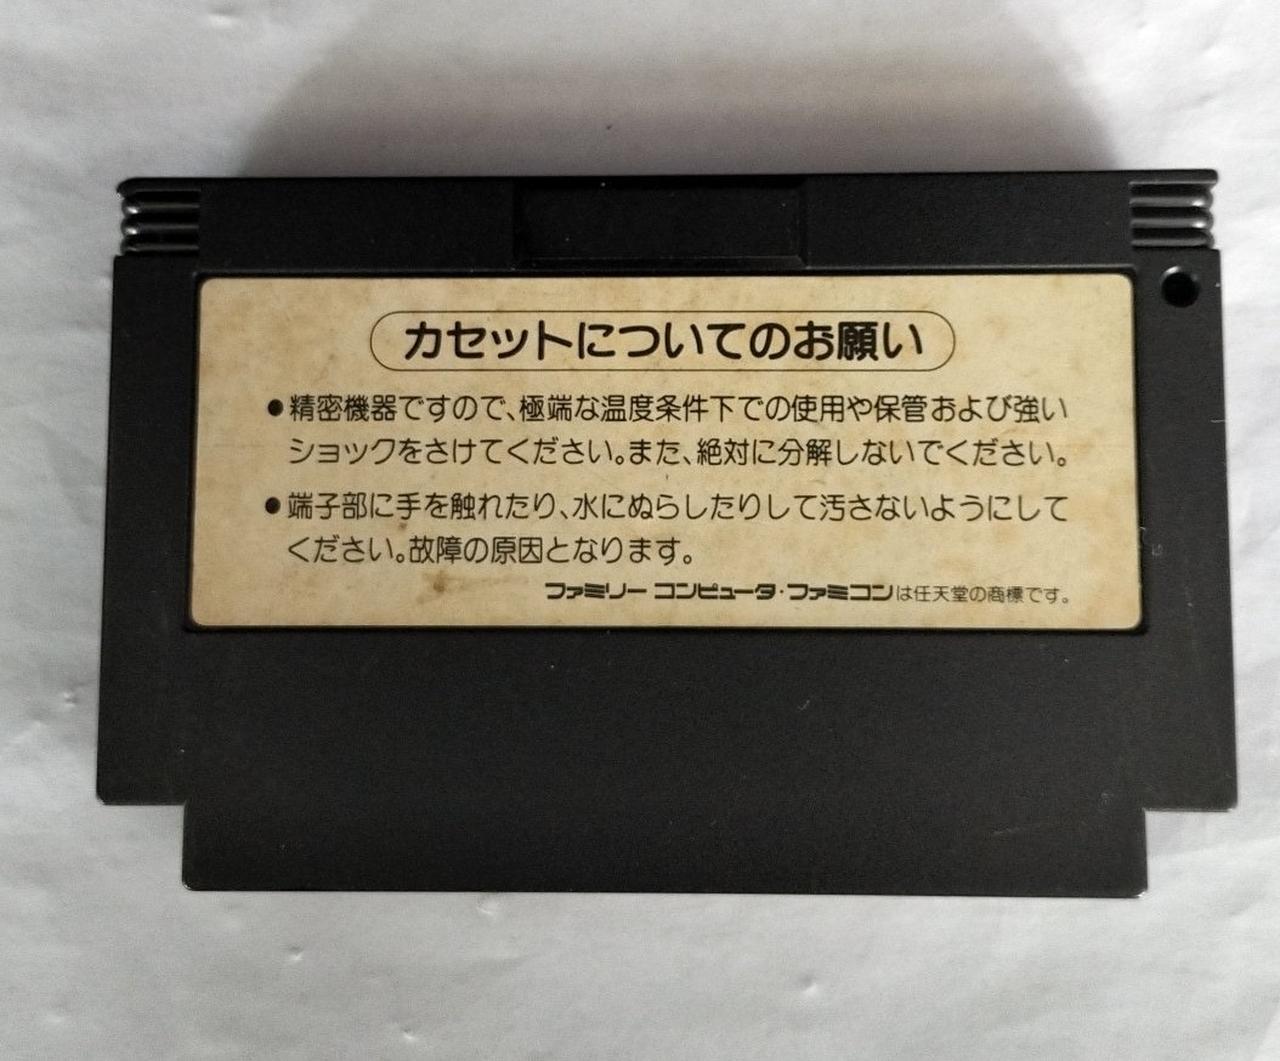 カセットについてのお願い
●精密機器ですので、極端な温度条件下での使用や保管および強い
ショックをさけてください。また、絶対に分解しないでください。
●端子部に手を触れたり、水にぬらしたりして汚さないようにして
ください。故障の原因となります。
ファミリー コンピュータ・ファミコンは任天堂の商標です。